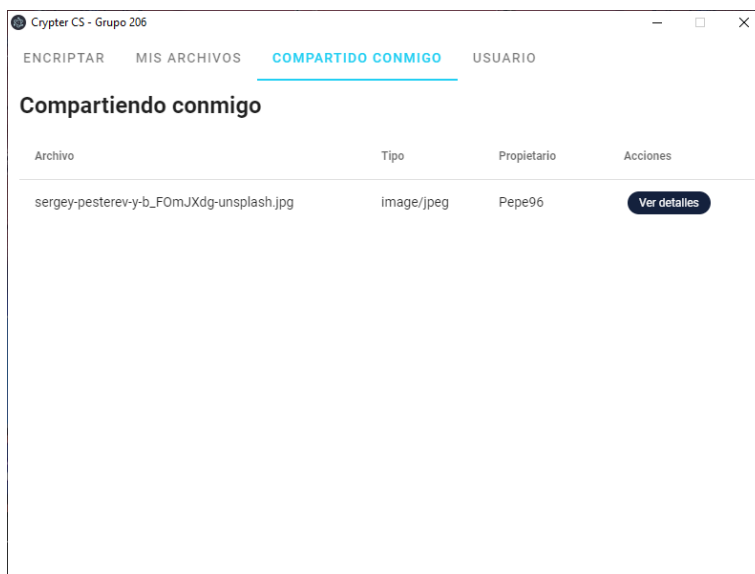 Crypter CS - Grupo 206
ENCRIPTAR MIS ARCHIVOS COMPARTIDO CONMIGO USUARIO
Compartiendo conmigo
Archivo Tipo Propietario Acciones
sergey-pesterev-y-b_FOmJXdg-unsplash.jpg image/jpeg Pepe96 Ver detalles